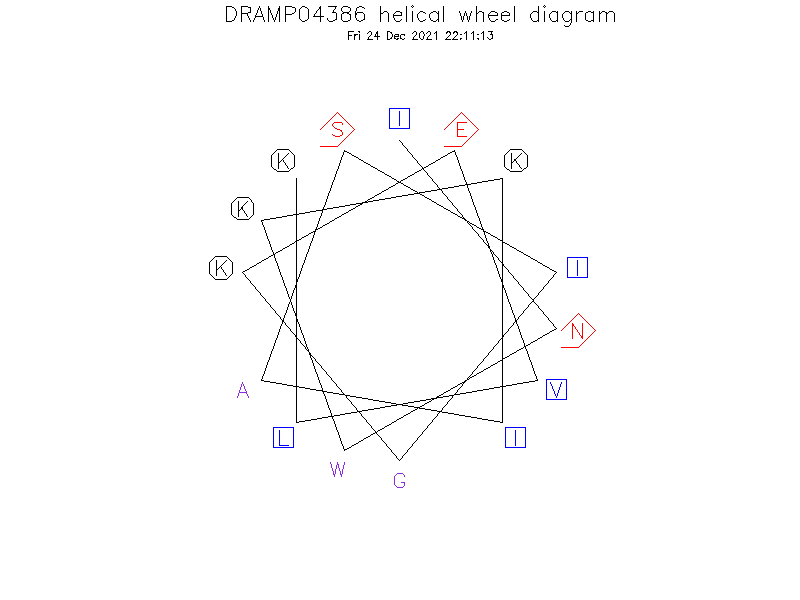 DRAMP04386 helical wheel diagram
Fri 24 Dec 2021 22:11:13
I
S
E
K
K
K
K
I
N
A
V
L
I
W
G